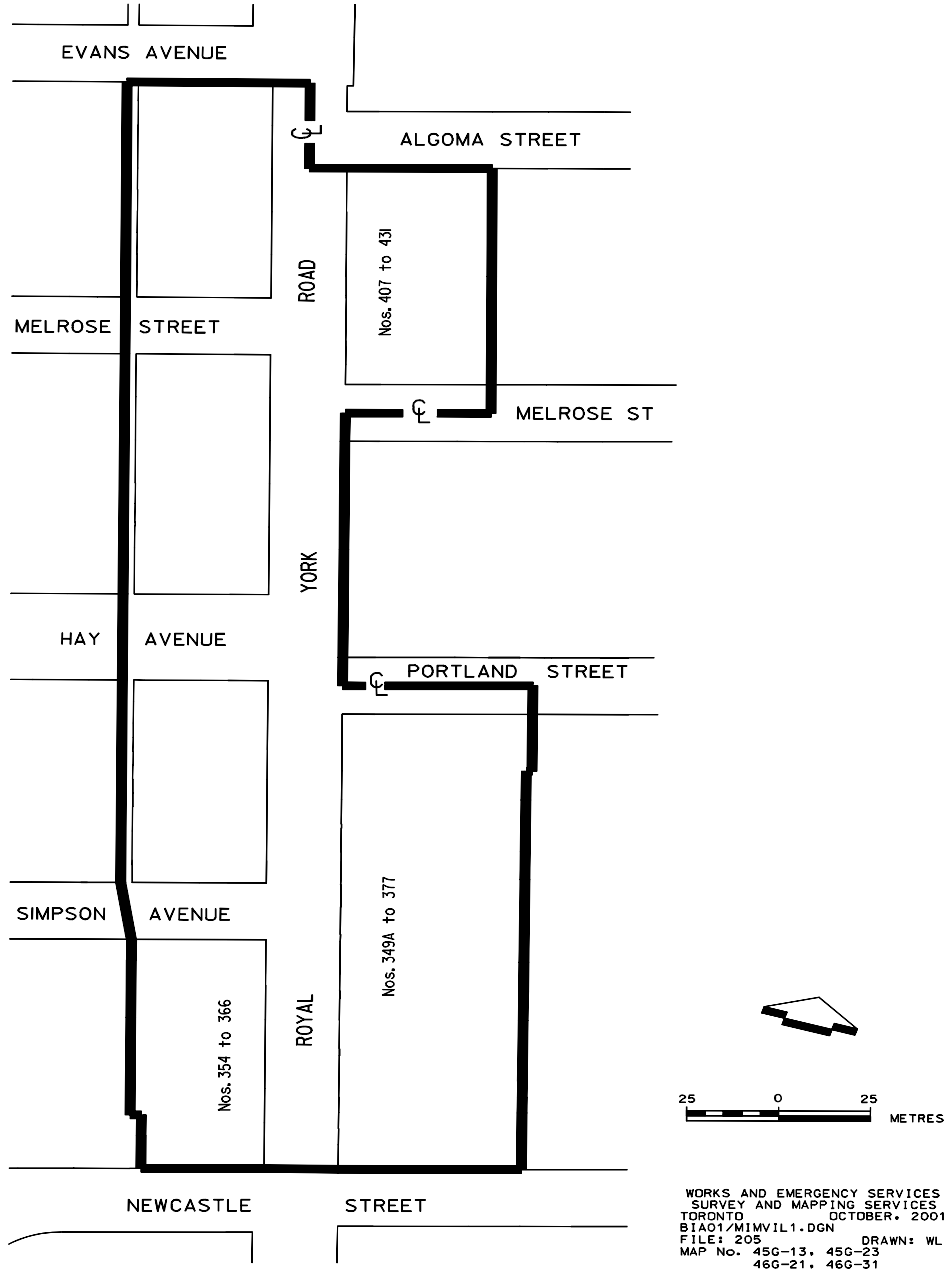 EVANS AVENUE
ALGOMA STREET
℄
Nos. 407 to 431
ROAD
MELROSE STREET
℄
MELROSE ST
YORK
HAY AVENUE
PORTLAND STREET
℄
SIMPSON AVENUE
Nos. 349A to 377
Nos. 354 to 366
ROYAL
25 0 25
METRES
NEWCASTLE STREET
WORKS AND EMERGENCY SERVICES
SURVEY AND MAPPING SERVICES
TORONTO OCTOBER. 2001
BIA01/MIMVIL1.DGN
FILE: 205 DRAWN: WL
MAP No. 45G-13. 45G-23
46G-21. 46G-31